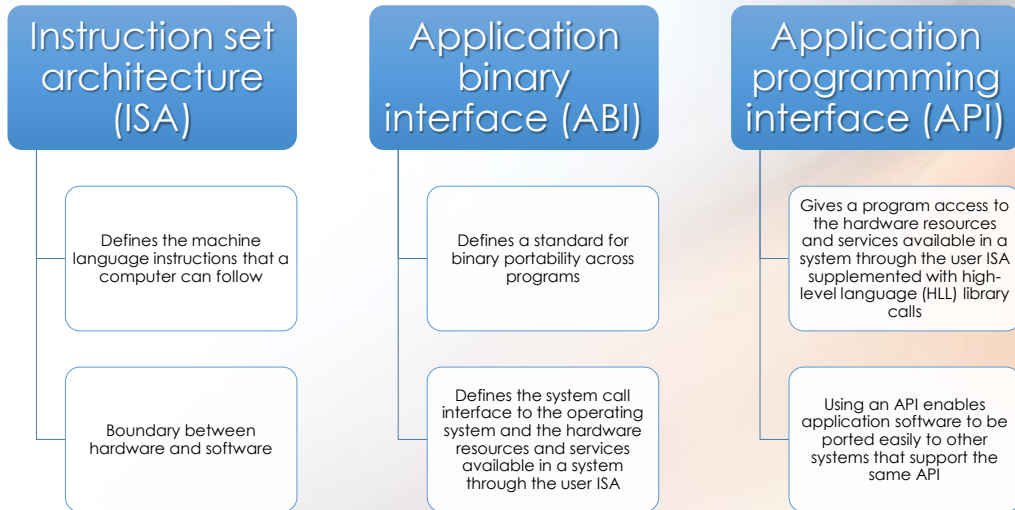 Instruction set
architecture
(ISA)
Defines the machine
language instructions that a
computer can follow
Boundary between
hardware and software
Application
binary
interface (ABI)
Defines a standard for
binary portability across
programs
Defines the system call
interface to the operating
system and the hardware
resources and services
available in a system
through the user ISA
Application
programming
interface (API)
Gives a program access to
the hardware resources
and services available in a
system through the user ISA
supplemented with high-
level language (HLL) library
calls
Using an API enables
application software to be
ported easily to other
systems that support the
same API